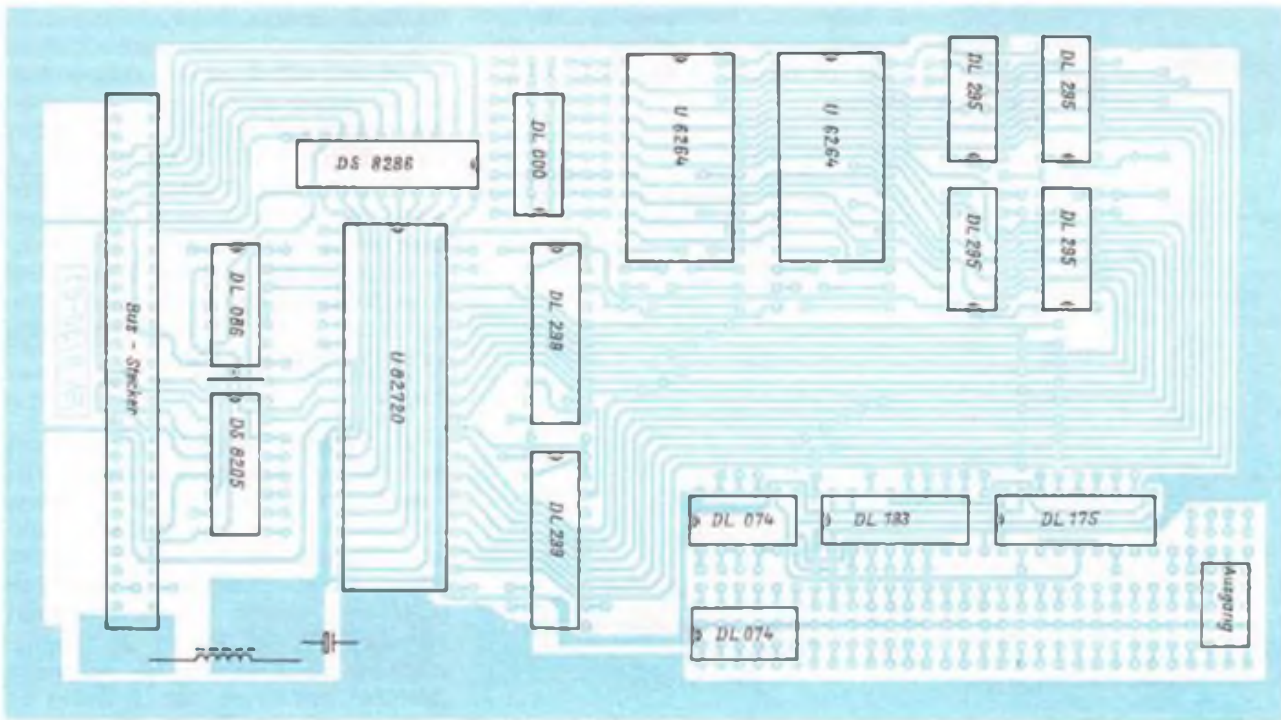 Bus - Stecker
DS 8286
DL 086
DS 8205
U 82720
DL 000
DL 299
DL 299
U 6264
U 6264
DL 295
DL 295
DL 295
DL 295
DL 074
DL 193
DL 175
DL 074
Ausgang